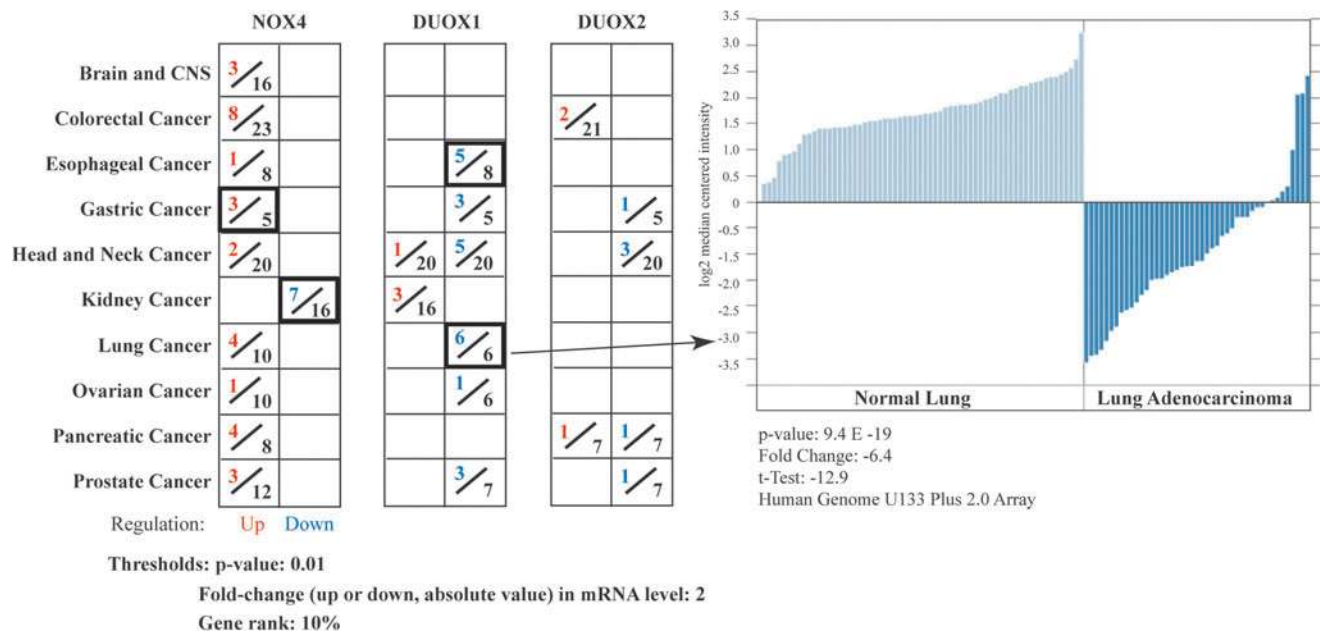 NOX4 DUOX1 DUOX2
Brain and CNS 3/16
Colorectal Cancer 8/23 2/21
Esophageal Cancer 1/8 5/8
Gastric Cancer 3/5 3/5 1/5
Head and Neck Cancer 2/20 1/20 5/20 3/20
Kidney Cancer 7/16 3/16
Lung Cancer 4/10 6/6
Ovarian Cancer 1/10 1/6
Pancreatic Cancer 4/8 1/7 1/7
Prostate Cancer 3/12 3/7 1/7
Regulation: Up Down
Thresholds: p-value: 0.01
Fold-change (up or down, absolute value) in mRNA level: 2
Gene rank: 10%
log2 median centered intensity
3.5
3.0
2.5
2.0
1.5
1.0
0.5
0
-1.0
-1.5
-2.0
-2.5
-3.0
-3.5
Normal Lung Lung Adenocarcinoma
p-value: 9.4 E -19
Fold Change: -6.4
t-Test: -12.9
Human Genome U133 Plus 2.0 Array